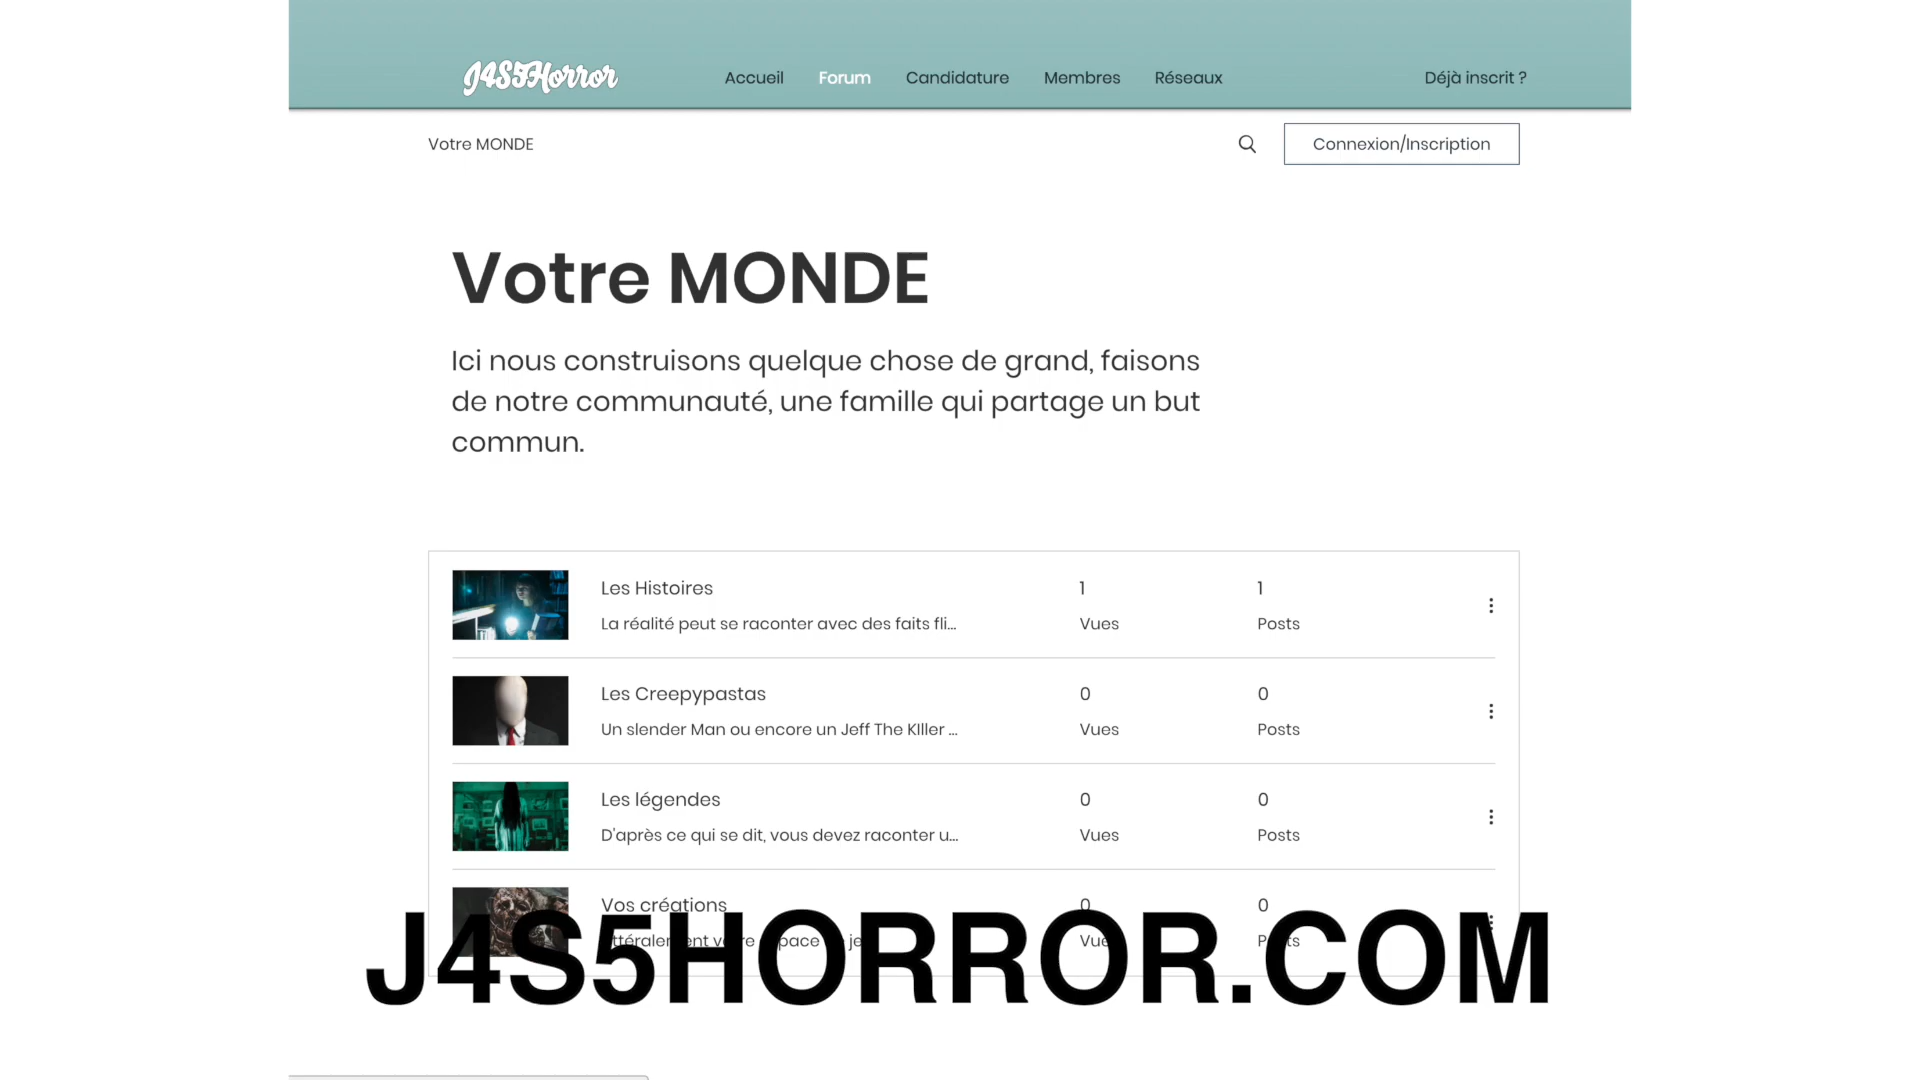 J4S5Horror
Accueil Forum Candidature Membres Réseaux Déjà inscrit ?
Votre MONDE
Connexion/Inscription
Votre MONDE
Ici nous construisons quelque chose de grand, faisons
de notre communauté, une famille qui partage un but
commun.
Les Histoires 1 1
La réalité peut se raconter avec des faits fli... Vues Posts
Les Creepypastas 0 0
Un slender Man ou encore un Jeff The KIller ... Vues Posts
Les légendes 0 0
D'après ce qui se dit, vous devez raconter u... Vues Posts
Vos créations 0 0
Vues Posts
J4S5HORROR.COM